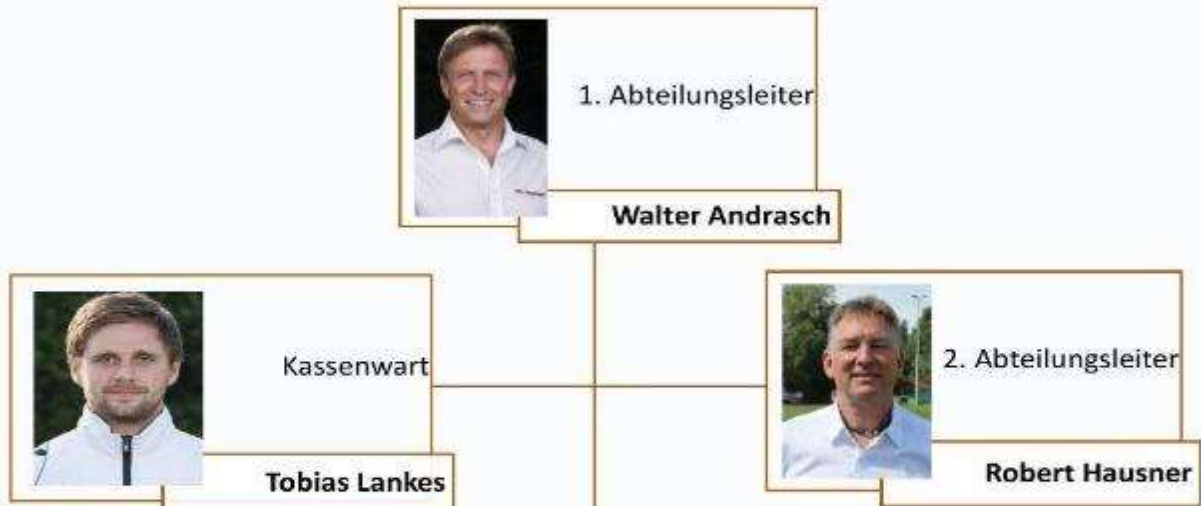 1. Abteilungsleiter
Walter Andrasch
Kassenwart
Tobias Lankes
2. Abteilungsleiter
Robert Hausner